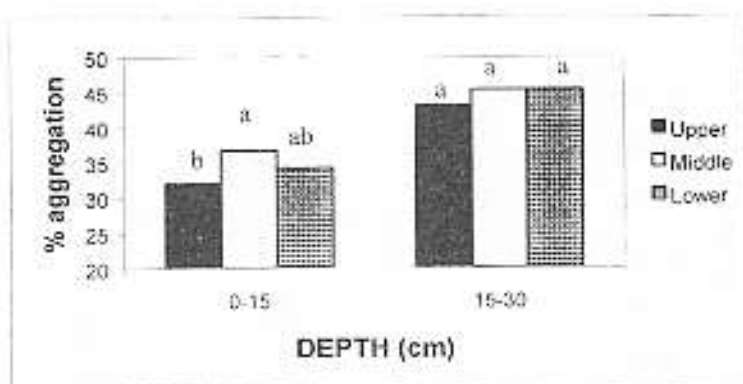 50
45
40
35
30
25
20
% aggregation
b
a
ab
a
a
a
Upper
Middle
Lower
0-15
15-30
DEPTH (cm)